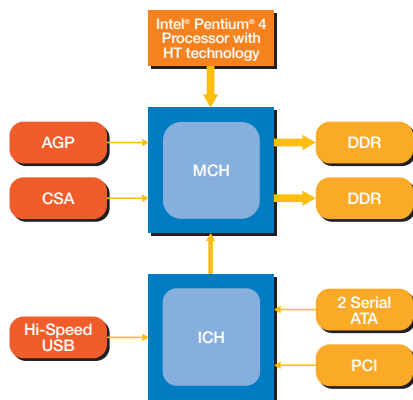 Intel® Pentium® 4
Processor with
HT technology
AGP
MCH
DDR
CSA
DDR
Hi-Speed
USB
ICH
2 Serial
ATA
PCI